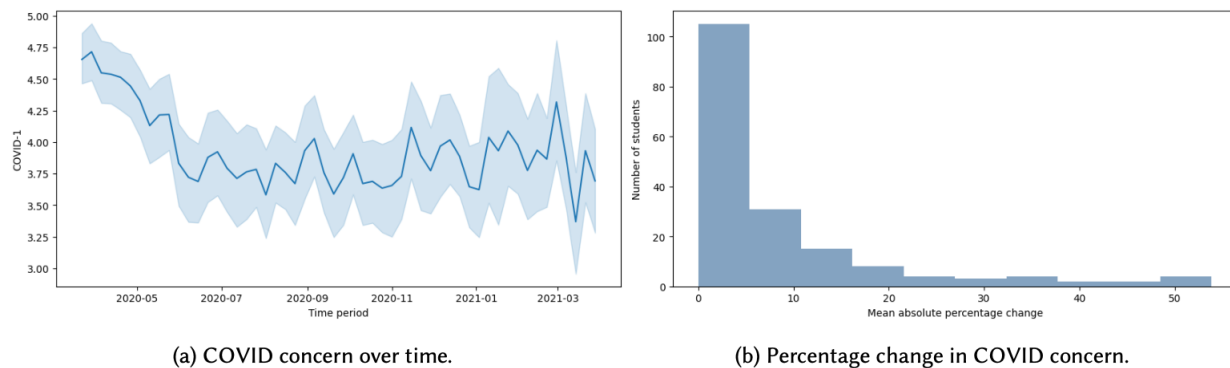 5.00
4.75
4.50
4.25
4.00
3.75
3.50
3.25
3.00
COVID-1
2020-05 2020-07 2020-09 2020-11 2021-01 2021-03
Time period
(a) COVID concern over time.
100
80
60
40
20
0
Number of students
0 10 20 30 40 50
Mean absolute percentage change
(b) Percentage change in COVID concern.